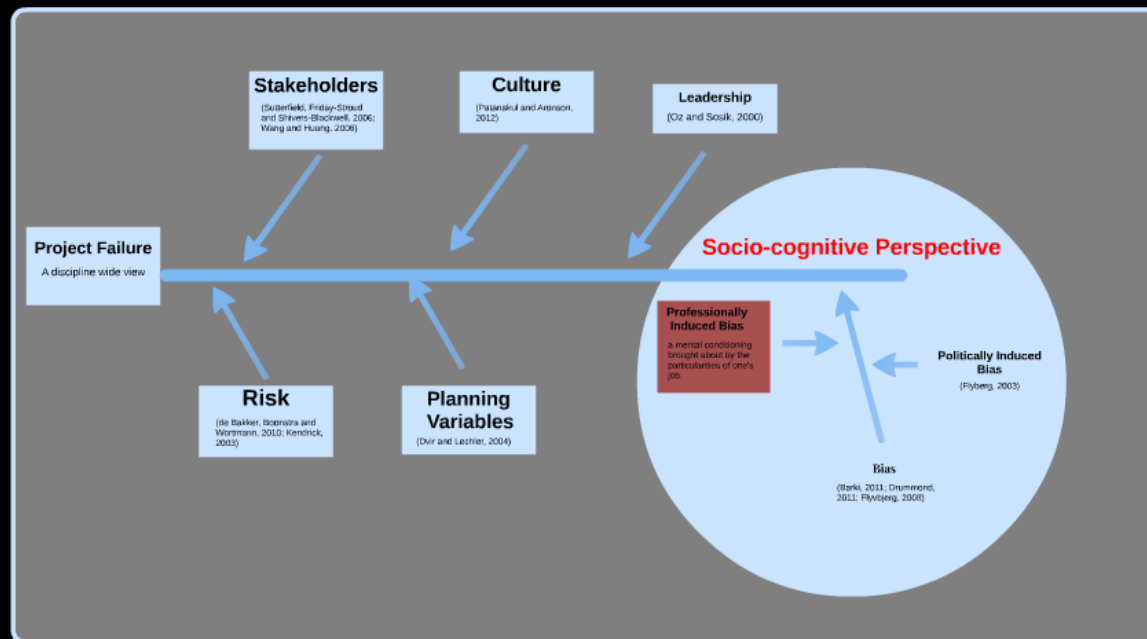 Stakeholders
(Sutterfield, Friday-Stroud
and Shivers-Blackwell, 2006;
Wang and Huang, 2006)
Culture
(Patanakul and Aronson,
2012)
Leadership
(Oz and Sosik, 2000)
Project Failure
A discipline wide view
Socio-cognitive Perspective
Professionally
Induced Bias
a mental conditioning
brought about by the
particularities of one's
job.
Politically Induced
Bias
(Flyberg, 2003)
Risk
(de Bakker, Boonstra and
Wortmann, 2010; Kendrick,
2003)
Planning
Variables
(Dvir and Lechler, 2004)
Bias
(Barki, 2011; Drummond,
2011; Flyvbjerg, 2008)